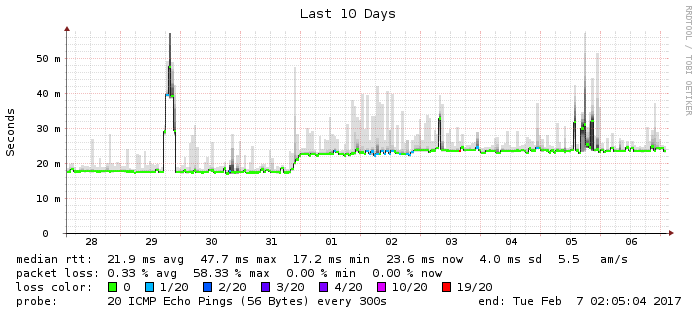 Last 10 Days
RRDTOOL / TOBI OETIKER
Seconds
50 m
40 m
30 m
20 m
10 m
0
28 29 30 31 01 02 03 04 05 06
median rtt: 21.9 ms avg 47.7 ms max 17.2 ms min 23.6 ms now 4.0 ms sd 5.5 am/s
packet loss: 0.33 % avg 58.33 % max 0.00 % min 0.00 % now
loss color: 0 1/20 2/20 3/20 4/20 10/20 19/20
probe: 20 ICMP Echo Pings (56 Bytes) every 300s end: Tue Feb 7 02:05:04 2017